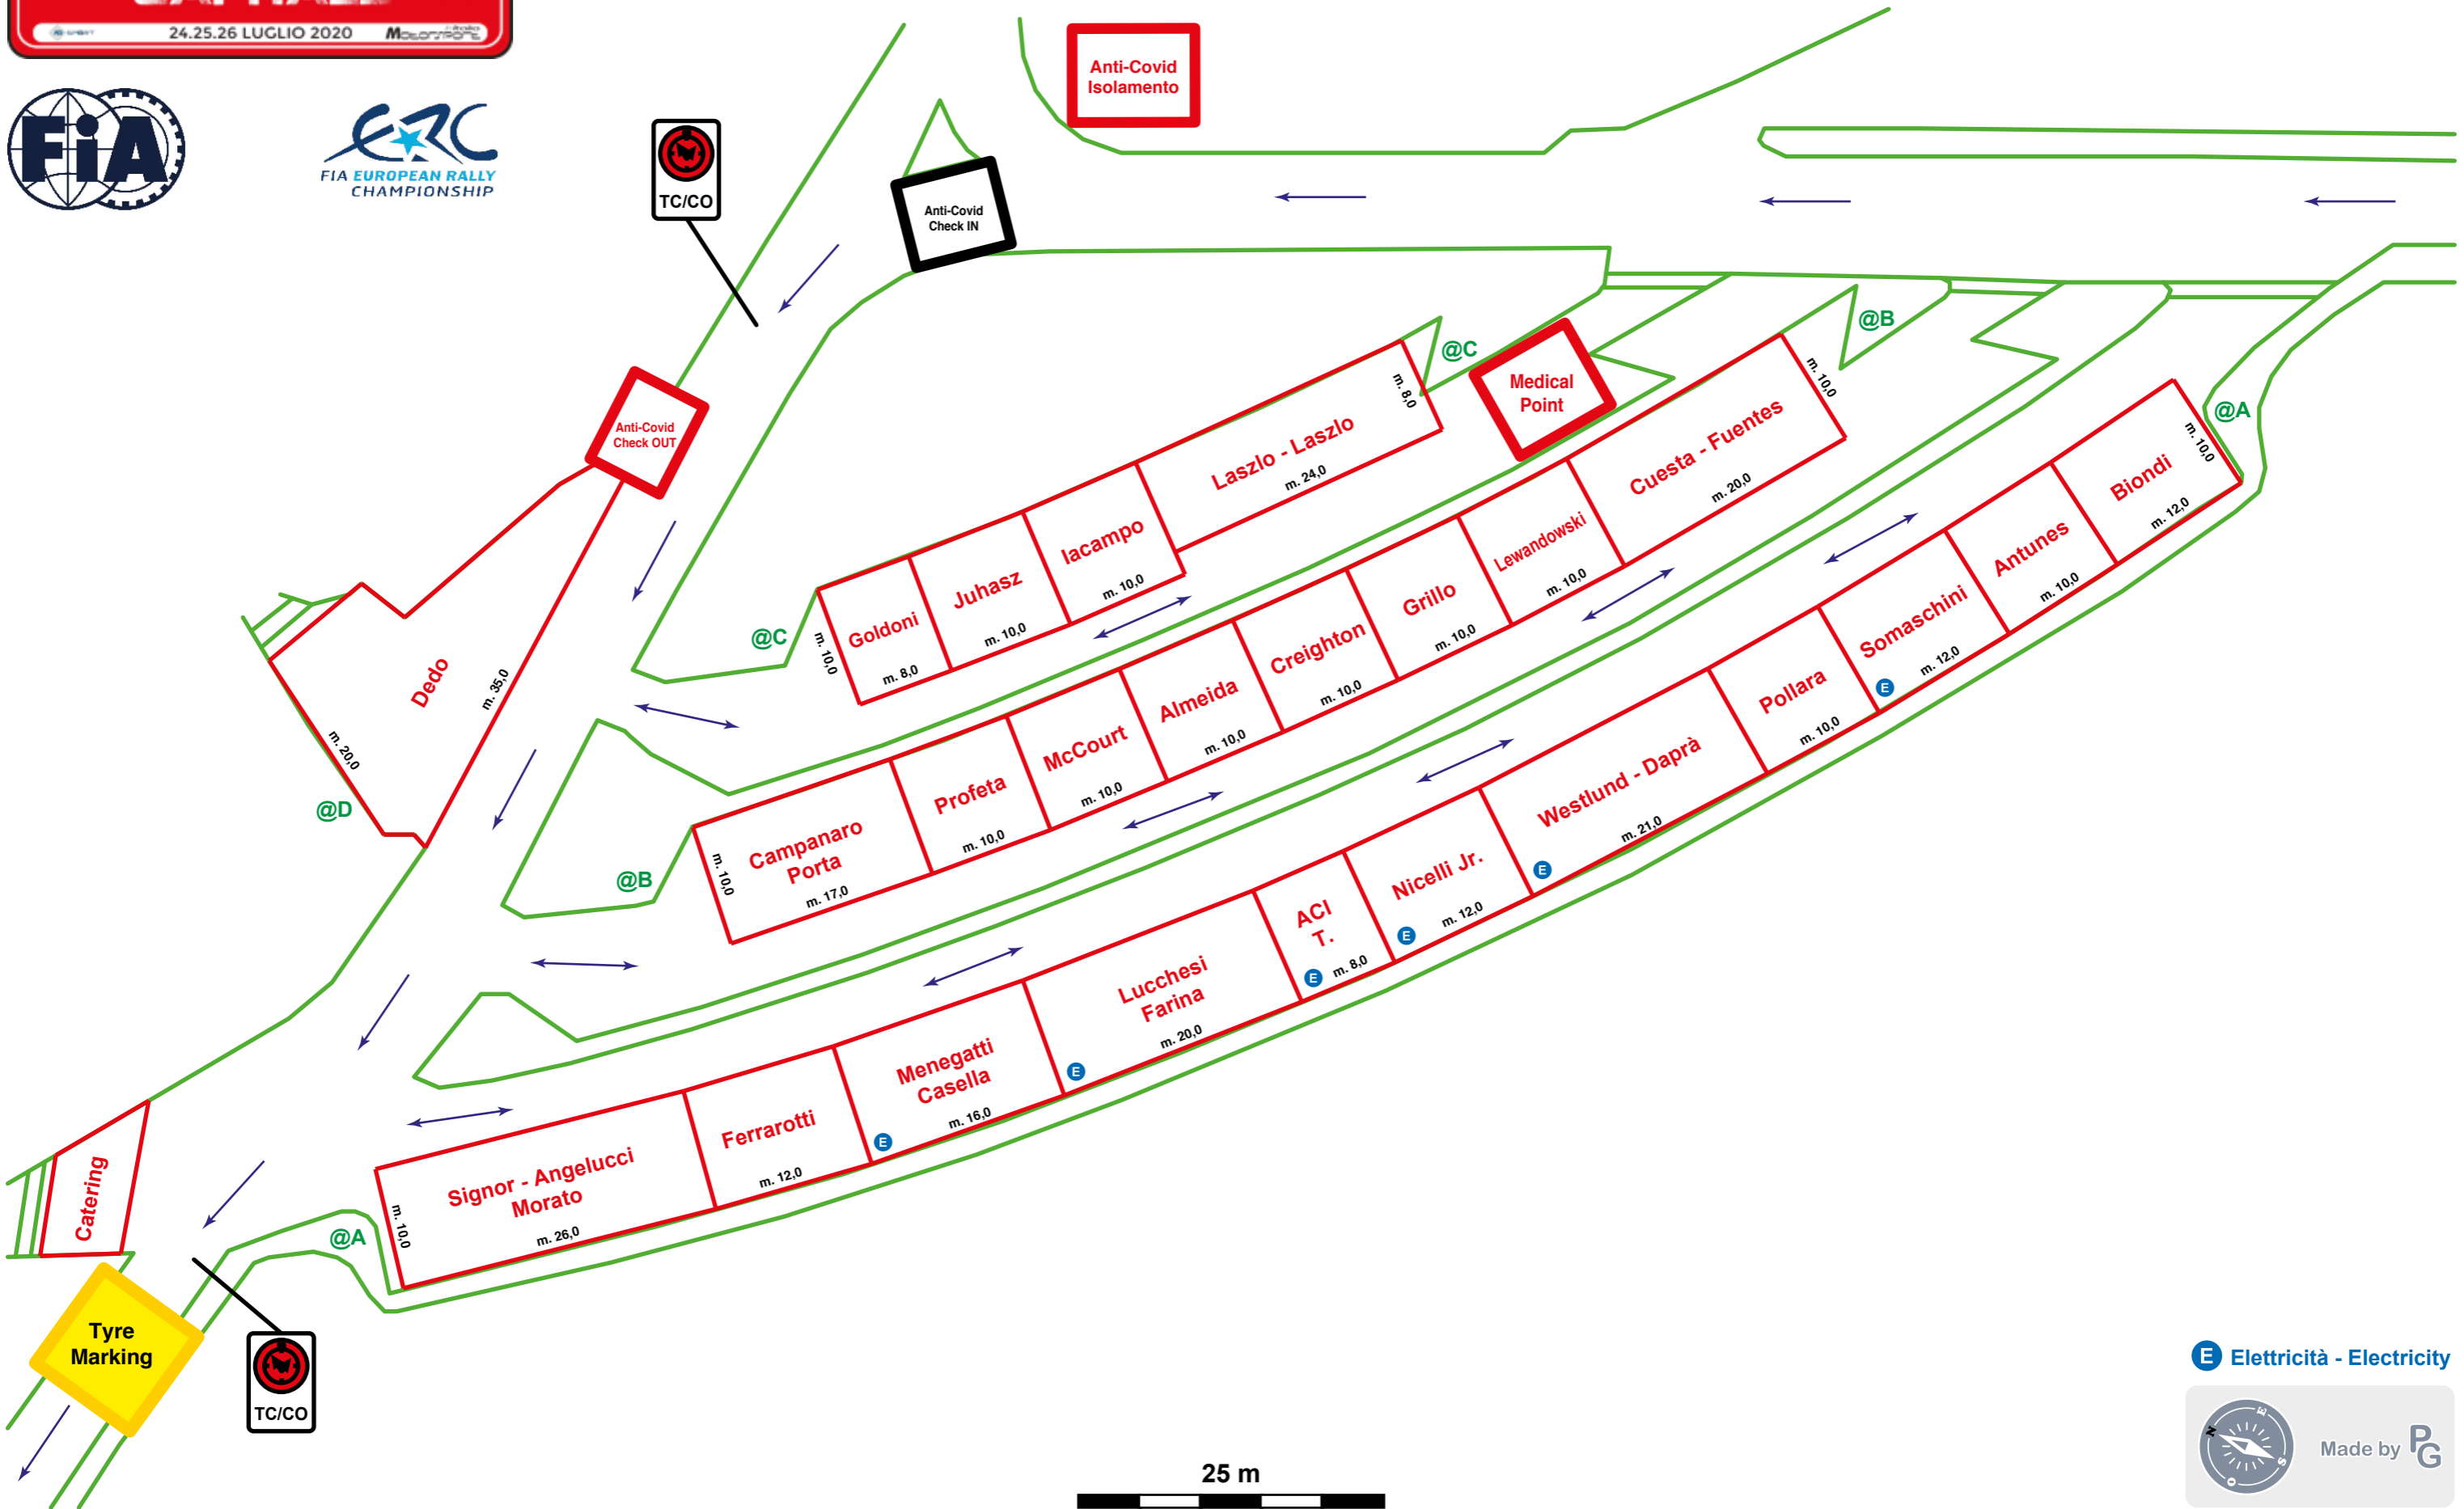 24.25.26 LUGLIO 2020
FiA
ERC
FIA EUROPEAN RALLY
CHAMPIONSHIP
TC/CO
Anti-Covid
Isolamento
Anti-Covid
Check IN
Anti-Covid
Check OUT
Medical
Point
@C
@B
@A
Laszlo - Laszlo
m. 24,0
m. 8,0
Iacampo
m. 10,0
Juhasz
m. 10,0
Goldoni
m. 8,0
m. 10,0
@C
Cuesta - Fuentes
m. 20,0
m. 10,0
Lewandowski
m. 10,0
Grillo
m. 10,0
Creighton
m. 10,0
Almeida
m. 10,0
McCourt
m. 10,0
Profeta
m. 10,0
Campanaro
Porta
m. 17,0
m. 10,0
@B
Biondi
m. 12,0
m. 10,0
Antunes
m. 10,0
Somaschini
m. 12,0
E
Pollara
m. 10,0
Westlund - Daprà
m. 21,0
E
Nicelli Jr.
m. 12,0
E
ACI
T.
m. 8,0
E
Lucchesi
Farina
m. 20,0
E
Menegatti
Casella
m. 16,0
E
Ferrarotti
m. 12,0
Signor - Angelucci
Morato
m. 26,0
m. 10,0
@A
Dedo
m. 35,0
m. 20,0
@D
Catering
Tyre
Marking
TC/CO
25 m
E Elettricità - Electricity
N
E
S
O
Made by PG